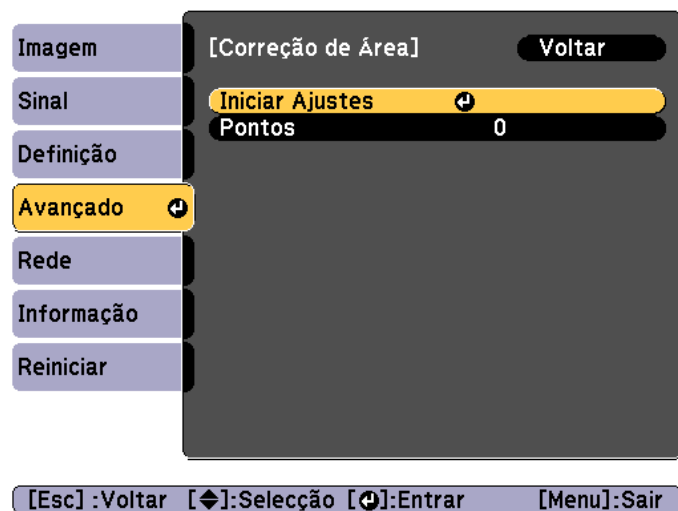 Imagem
Sinal
Definição
Avançado
Rede
Informação
Reiniciar
[Correção de Área] Voltar
Iniciar Ajustes
Pontos 0
[Esc] :Voltar [◆]:Selecção [↵]:Entrar [Menu]:Sair